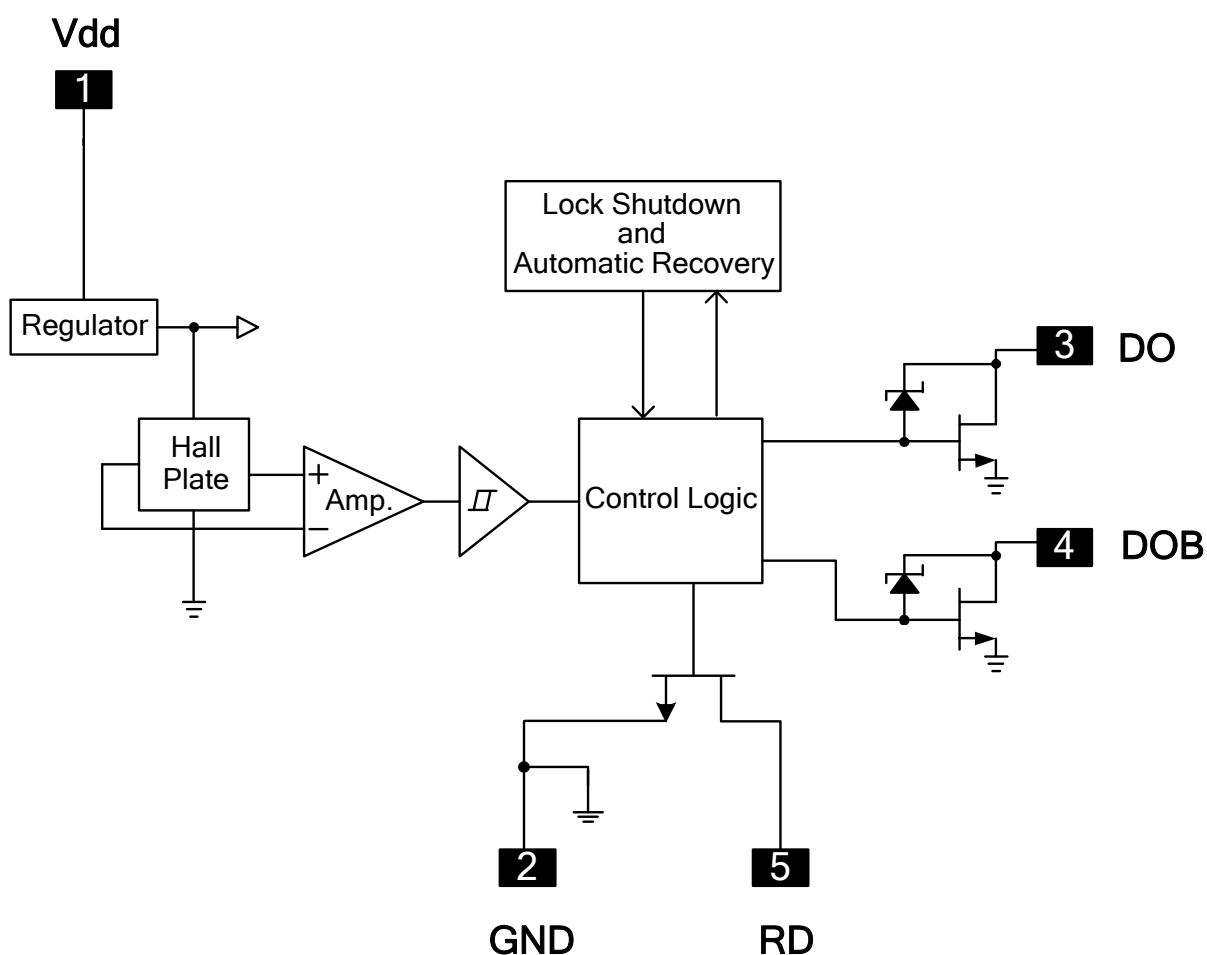 Vdd
1
Lock Shutdown
and
Automatic Recovery
Regulator
3 DO
Hall
Plate
+
Amp.
−
Control Logic
4 DOB
2
5
GND
RD